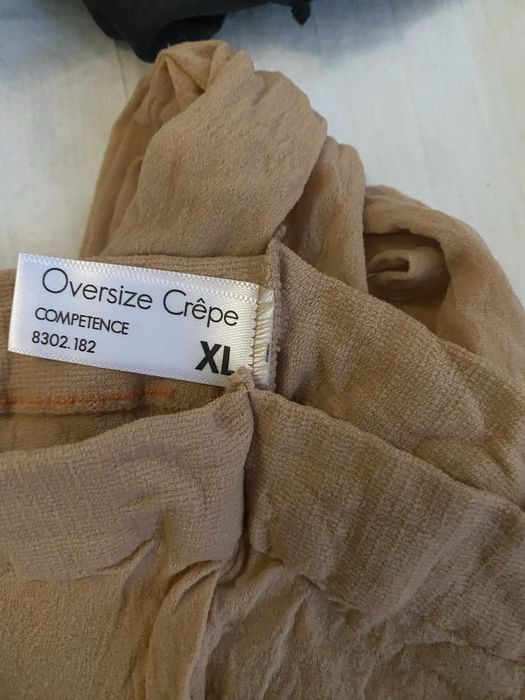 Oversize Crêpe
COMPETENCE
8302.182
XL